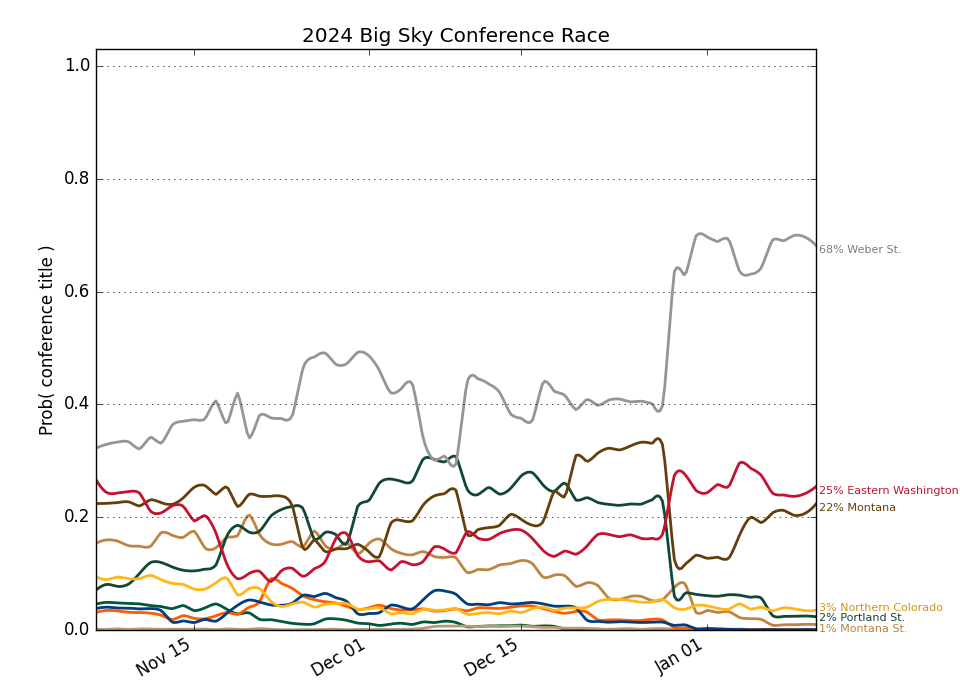 2024 Big Sky Conference Race
Prob( conference title )
1.0
0.8
0.6
0.4
0.2
0.0
68% Weber St.
25% Eastern Washington
22% Montana
3% Northern Colorado
2% Portland St.
1% Montana St.
Nov 15
Dec 01
Dec 15
Jan 01